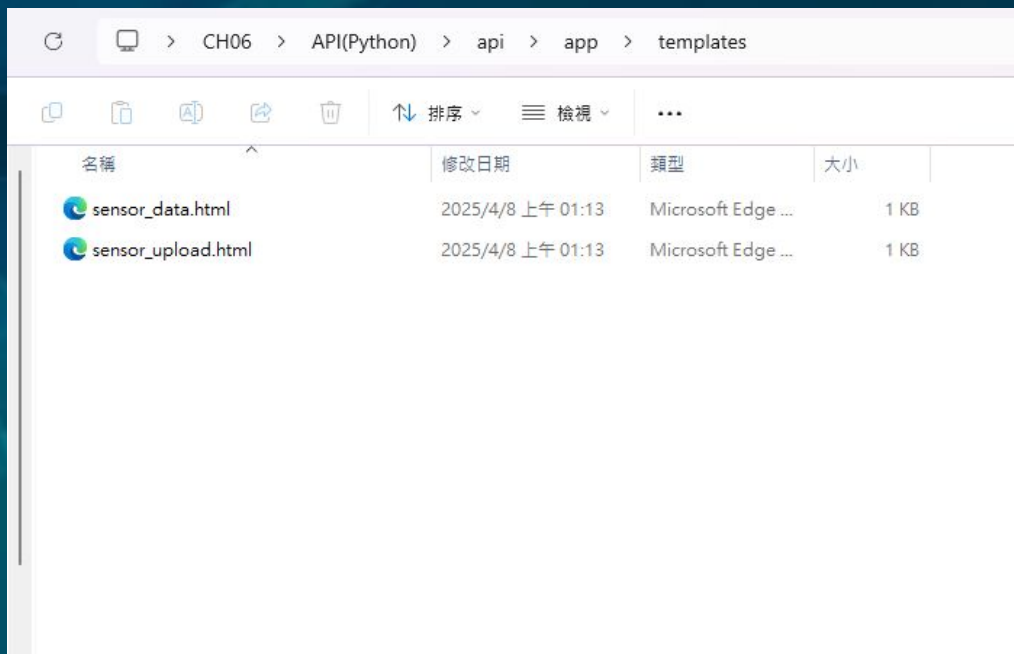 CH06 > API(Python) > api > app > templates
排序 檢視 ...
名稱 修改日期 類型 大小
sensor_data.html 2025/4/8 上午 01:13 Microsoft Edge ... 1 KB
sensor_upload.html 2025/4/8 上午 01:13 Microsoft Edge ... 1 KB